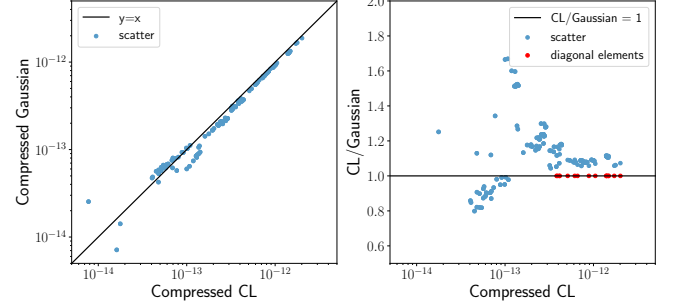 y=x
scatter
10⁻¹²
10⁻¹³
10⁻¹⁴
Compressed Gaussian
10⁻¹⁴ 10⁻¹³ 10⁻¹²
Compressed CL
CL/Gaussian = 1
scatter
diagonal elements
2.0
1.8
1.6
1.4
1.2
1.0
0.8
0.6
CL/Gaussian
10⁻¹⁴ 10⁻¹³ 10⁻¹²
Compressed CL